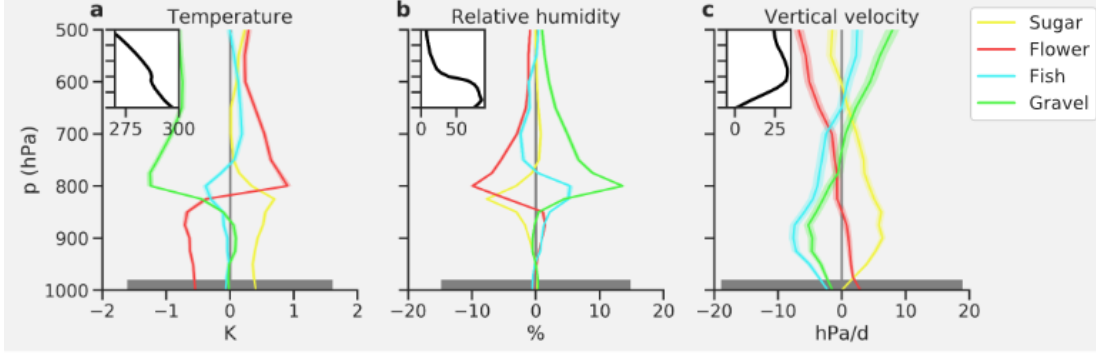 a Temperature
b Relative humidity
c Vertical velocity
Sugar
Flower
Fish
Gravel
p (hPa)
500
600
700
800
900
1000
275 300
−2 −1 0 1 2
K
0 50
−20 −10 0 10 20
%
0 25
−20 −10 0 10 20
hPa/d